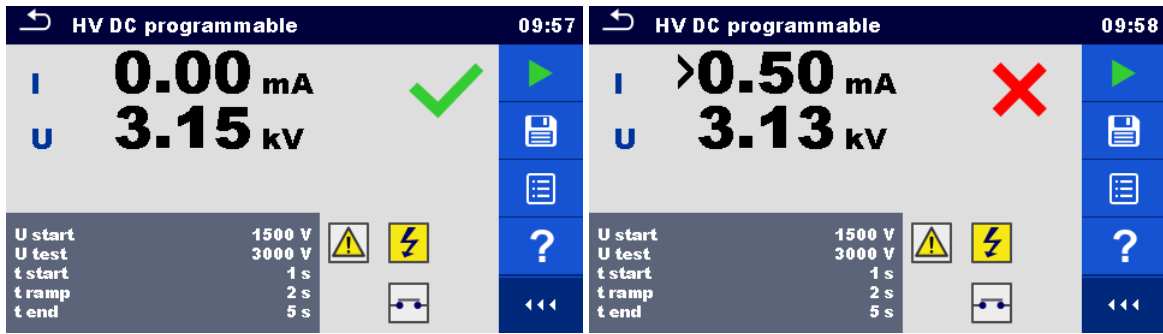 HV DC programmable 09:57
I 0.00 mA
U 3.15 kV
U start 1500 V
U test 3000 V
t start 1 s
t ramp 2 s
t end 5 s
?
HV DC programmable 09:58
I >0.50 mA
U 3.13 kV
U start 1500 V
U test 3000 V
t start 1 s
t ramp 2 s
t end 5 s
?